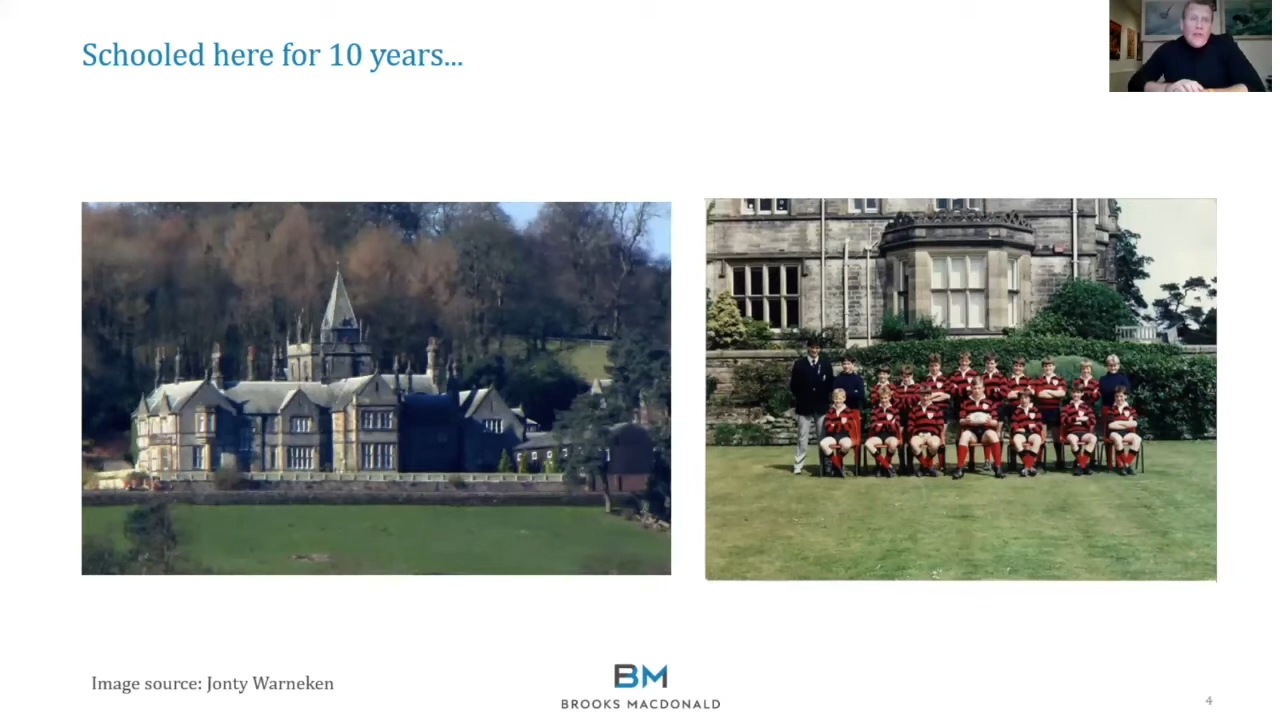 Schooled here for 10 years...
Image source: Jonty Warneken
BM
BROOKS MACDONALD
4